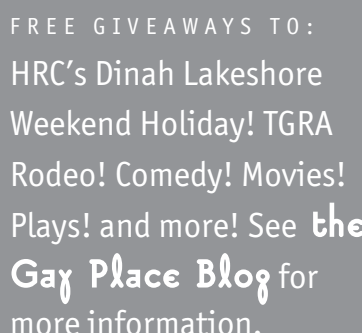 FREE GIVEAWAYS TO:
HRC's Dinah Lakeshore
Weekend Holiday! TGRA
Rodeo! Comedy! Movies!
Plays! and more! See the
Gay Place Blog for
more information.